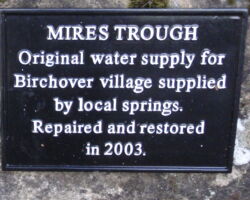 MIRES TROUGH
Original water supply for
Birchover village supplied
by local springs.
Repaired and restored
in 2003.